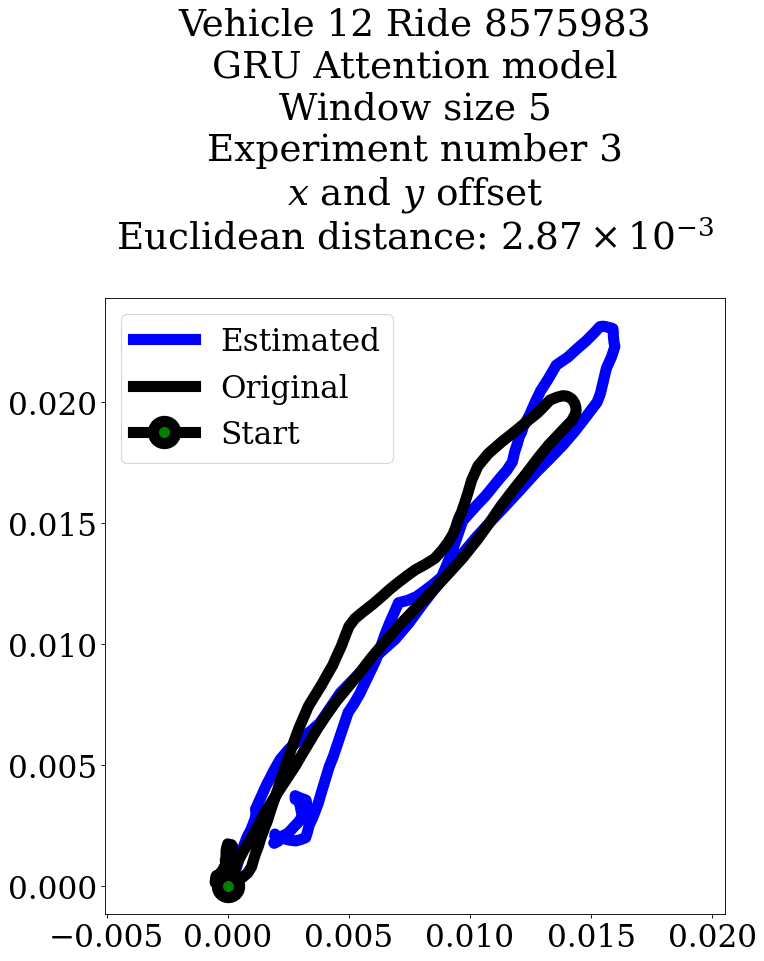 Vehicle 12 Ride 8575983
GRU Attention model
Window size 5
Experiment number 3
x and y offset
Euclidean distance: 2.87 × 10⁻³
Estimated
Original
Start
0.020
0.015
0.010
0.005
0.000
−0.005 0.000 0.005 0.010 0.015 0.020